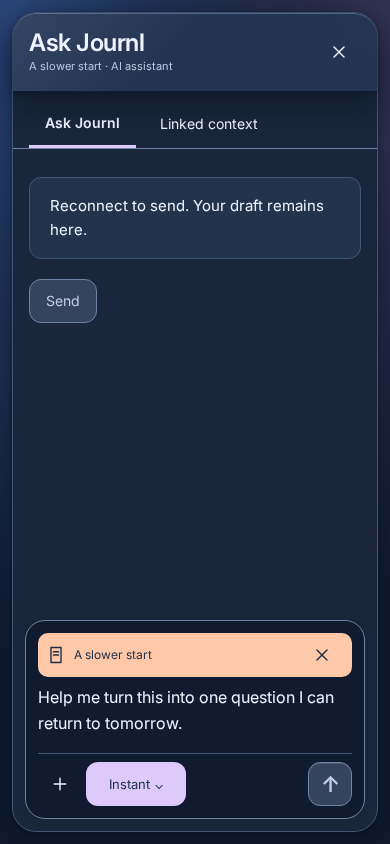 Ask Journl
A slower start · AI assistant
Ask Journl
Linked context
Reconnect to send. Your draft remains
here.
Send
A slower start
Help me turn this into one question I can
return to tomorrow.
Instant